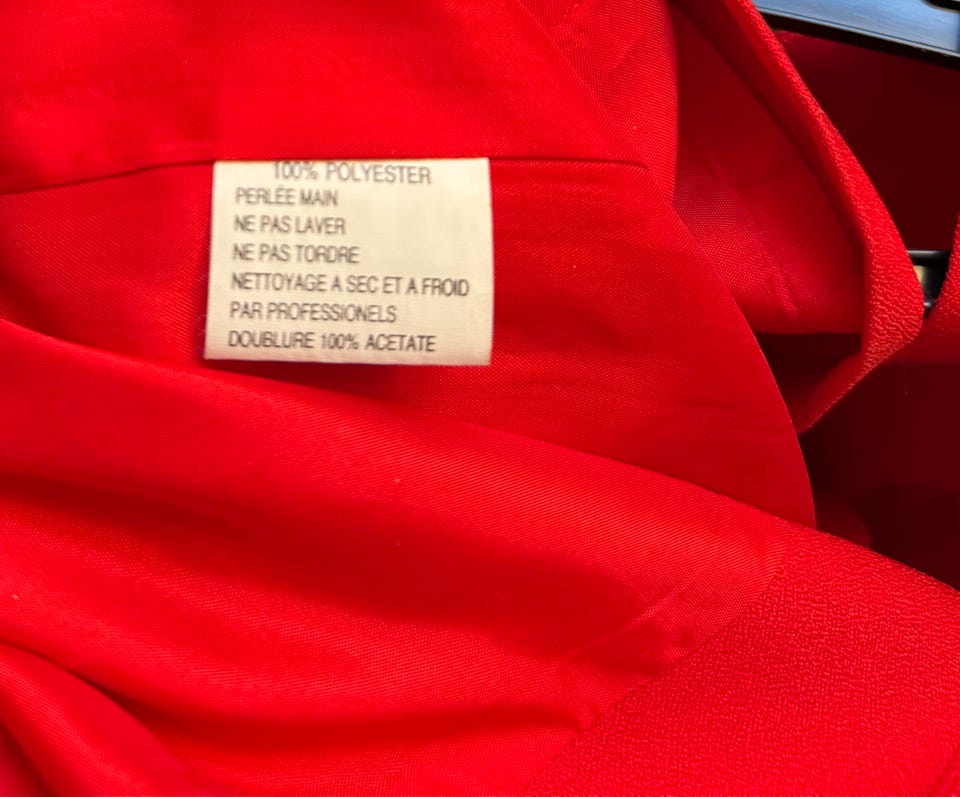 100% POLYESTER
PERLÉE MAIN
NE PAS LAVER
NE PAS TORDRE
NETTOYAGE A SEC ET A FROID
PAR PROFESSIONELS
DOUBLURE 100% ACETATE